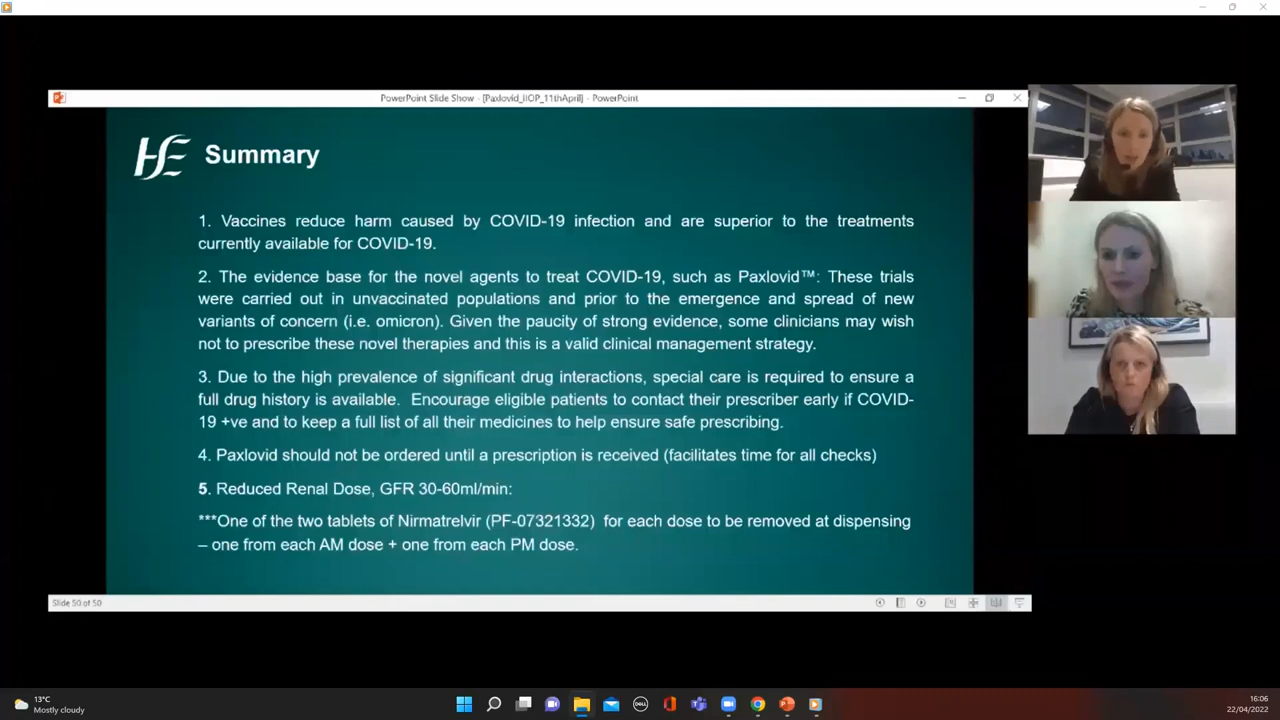 PowerPoint Slide Show - [Paxlovid_IIOP_11thApril] - PowerPoint
HSE Summary
1. Vaccines reduce harm caused by COVID-19 infection and are superior to the treatments
currently available for COVID-19.
2. The evidence base for the novel agents to treat COVID-19, such as Paxlovid™: These trials
were carried out in unvaccinated populations and prior to the emergence and spread of new
variants of concern (i.e. omicron). Given the paucity of strong evidence, some clinicians may wish
not to prescribe these novel therapies and this is a valid clinical management strategy.
3. Due to the high prevalence of significant drug interactions, special care is required to ensure a
full drug history is available. Encourage eligible patients to contact their prescriber early if COVID-
19 +ve and to keep a full list of all their medicines to help ensure safe prescribing.
4. Paxlovid should not be ordered until a prescription is received (facilitates time for all checks)
5. Reduced Renal Dose, GFR 30-60ml/min:
***One of the two tablets of Nirmatrelvir (PF-07321332) for each dose to be removed at dispensing
– one from each AM dose + one from each PM dose.
Slide 50 of 50
13°C
Mostly cloudy
DELL
16:06
22/04/2022